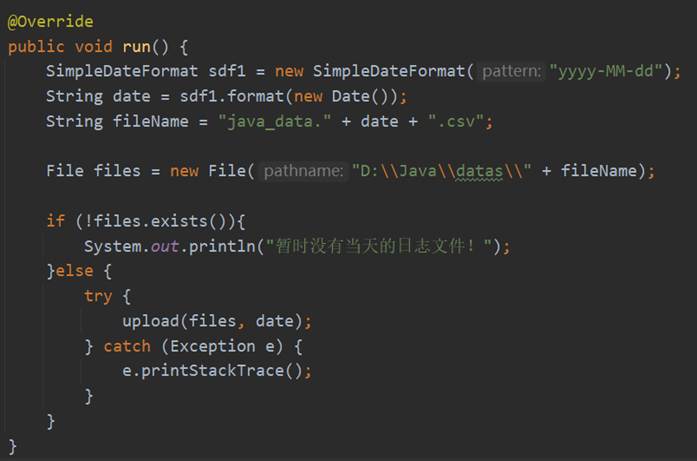 @Override
public void run() {
    SimpleDateFormat sdf1 = new SimpleDateFormat( pattern: "yyyy-MM-dd");
    String date = sdf1.format(new Date());
    String fileName = "java_data." + date + ".csv";
    File files = new File( pathname: "D:\\Java\\datas\\" + fileName);
    if (!files.exists()){
        System.out.println("暂时没有当天的日志文件！");
    }else {
        try {
            upload(files, date);
        } catch (Exception e) {
            e.printStackTrace();
        }
    }
}